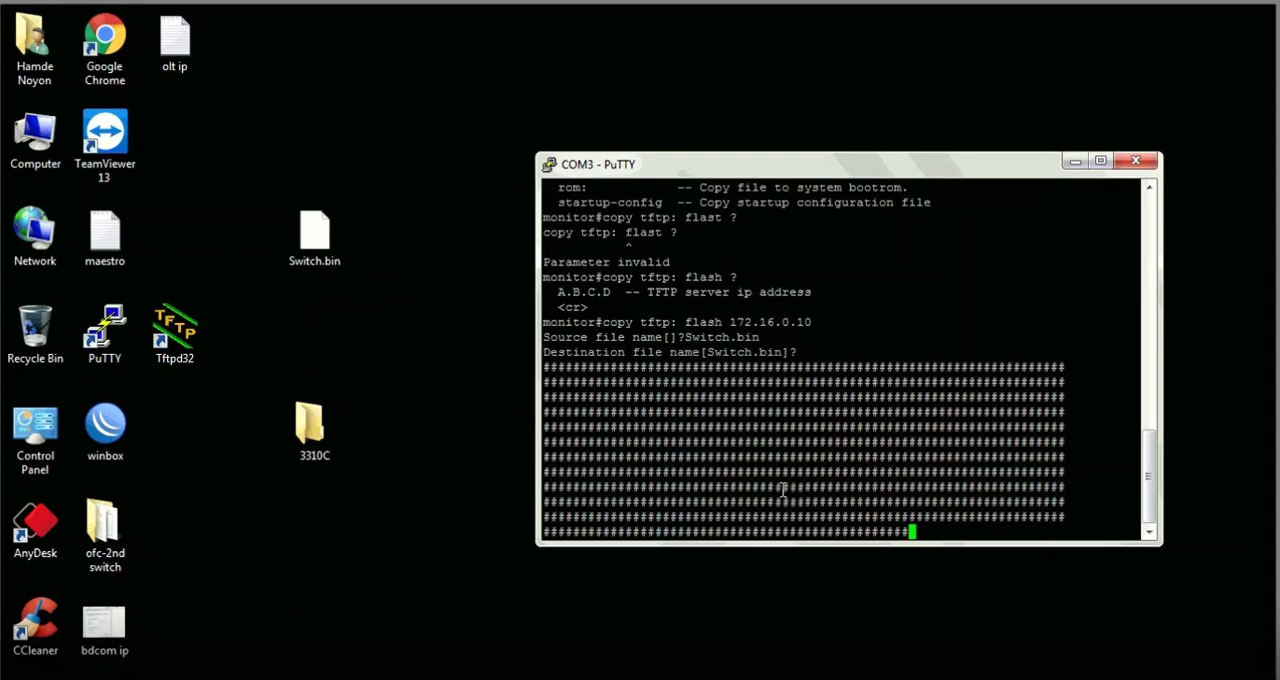 Hamde
Noyon
Google
Chrome
olt ip
Computer
TeamViewer
13
Network
maestro
Switch.bin
Recycle Bin
PuTTY
TFTP
Tftpd32
Control
Panel
winbox
3310C
AnyDesk
ofc-2nd
switch
CCleaner
bdcom ip
COM3 - PuTTY
rom:            -- Copy file to system bootrom.
startup-config  -- Copy startup configuration file
monitor#copy tftp: flast ?
copy tftp: flast ?
^
Parameter invalid
monitor#copy tftp: flash ?
A.B.C.D  -- TFTP server ip address
<cr>
monitor#copy tftp: flash 172.16.0.10
Source file name[]?Switch.bin
Destination file name[Switch.bin]?
######################################################################
######################################################################
######################################################################
######################################################################
######################################################################
######################################################################
######################################################################
######################################################################
######################################################################
######################################################################
######################################################################
#################################################